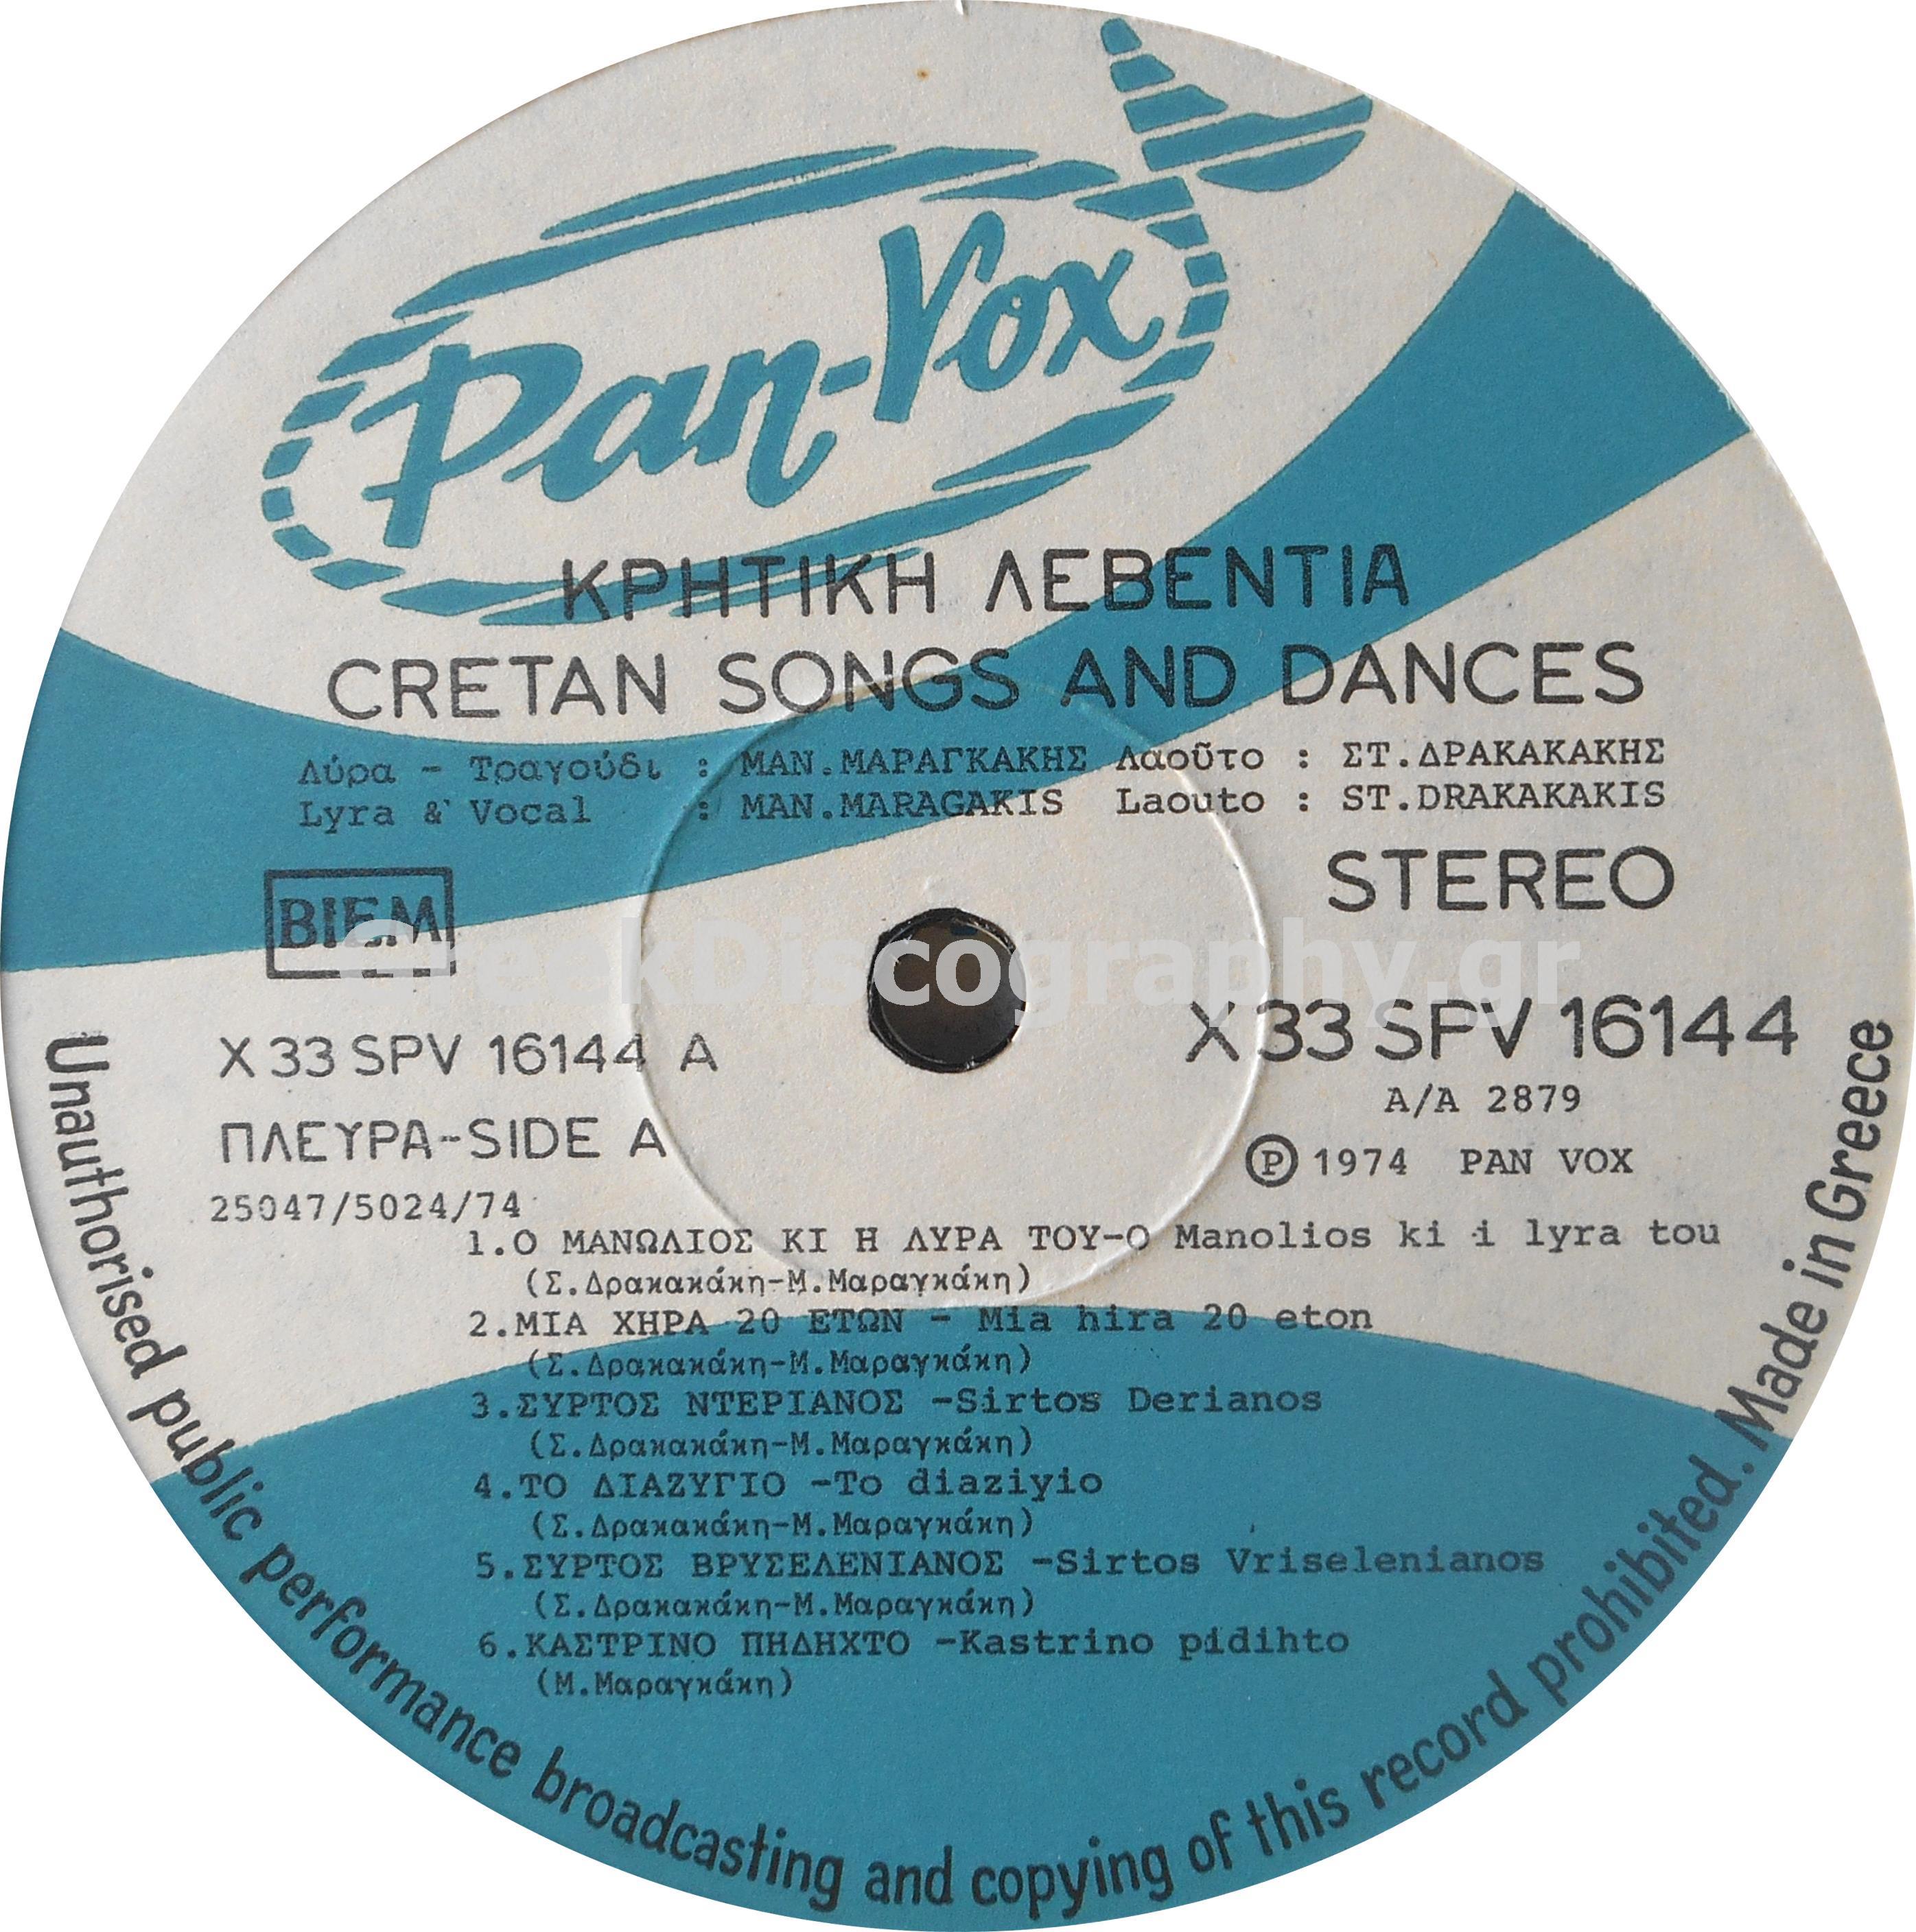 Pan-Vox
ΚΡΗΤΙΚΗ ΛΕΒΕΝΤΙΑ
CRETAN SONGS AND DANCES
Λύρα - Τραγούδι : ΜΑΝ.ΜΑΡΑΓΚΑΚΗΣ Λαοῦτο : ΣΤ.ΔΡΑΚΑΚΑΚΗΣ
Lyra & Vocal : MAN.MARAGAKIS Laouto : ST.DRAKAKAKIS
STEREO
BIEM
GreekDiscography.gr
X 33 SPV 16144 A
X 33 SPV 16144
A/A 2879
ΠΛΕΥΡΑ-SIDE A
Ⓟ 1974 PAN VOX
25047/5024/74
1.Ο ΜΑΝΩΛΙΟΣ ΚΙ Η ΛΥΡΑ ΤΟΥ-O Manolios ki i lyra tou
(Σ.Δρακακάκη-Μ.Μαραγκάκη)
2.ΜΙΑ ΧΗΡΑ 20 ΕΤΩΝ - Mia hira 20 eton
(Σ.Δρακακάκη-Μ.Μαραγκάκη)
3.ΣΥΡΤΟΣ ΝΤΕΡΙΑΝΟΣ -Sirtos Derianos
(Σ.Δρακακάκη-Μ.Μαραγκάκη)
4.ΤΟ ΔΙΑΖΥΓΙΟ -To diaziyio
(Σ.Δρακακάκη-Μ.Μαραγκάκη)
5.ΣΥΡΤΟΣ ΒΡΥΣΕΛΕΝΙΑΝΟΣ -Sirtos Vriselenianos
(Σ.Δρακακάκη-Μ.Μαραγκάκη)
6.ΚΑΣΤΡΙΝΟ ΠΗΔΗΧΤΟ -Kastrino pidihto
(Μ.Μαραγκάκη)
Unauthorised public performance broadcasting and copying of this record prohibited. Made in Greece